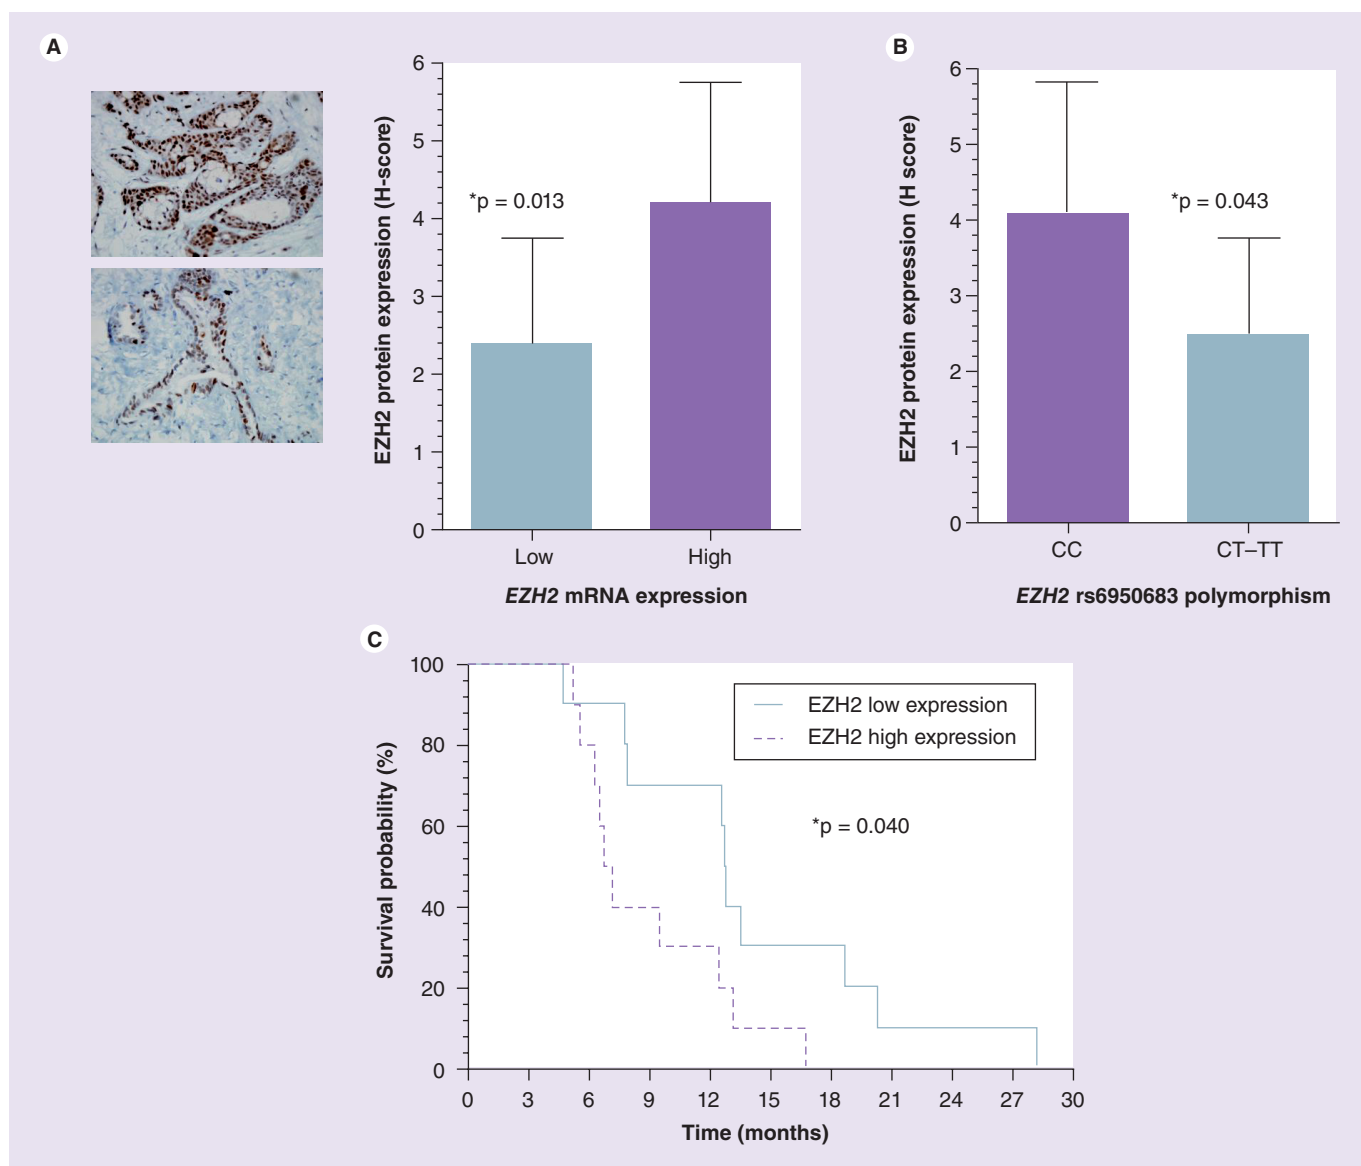 A
EZH2 protein expression (H-score)
6
5
4
3
2
1
0
*p = 0.013
Low
High
EZH2 mRNA expression
B
EZH2 protein expression (H score)
6
5
4
3
2
1
0
*p = 0.043
CC
CT–TT
EZH2 rs6950683 polymorphism
C
Survival probability (%)
100
80
60
40
20
0
EZH2 low expression
EZH2 high expression
*p = 0.040
0 3 6 9 12 15 18 21 24 27 30
Time (months)